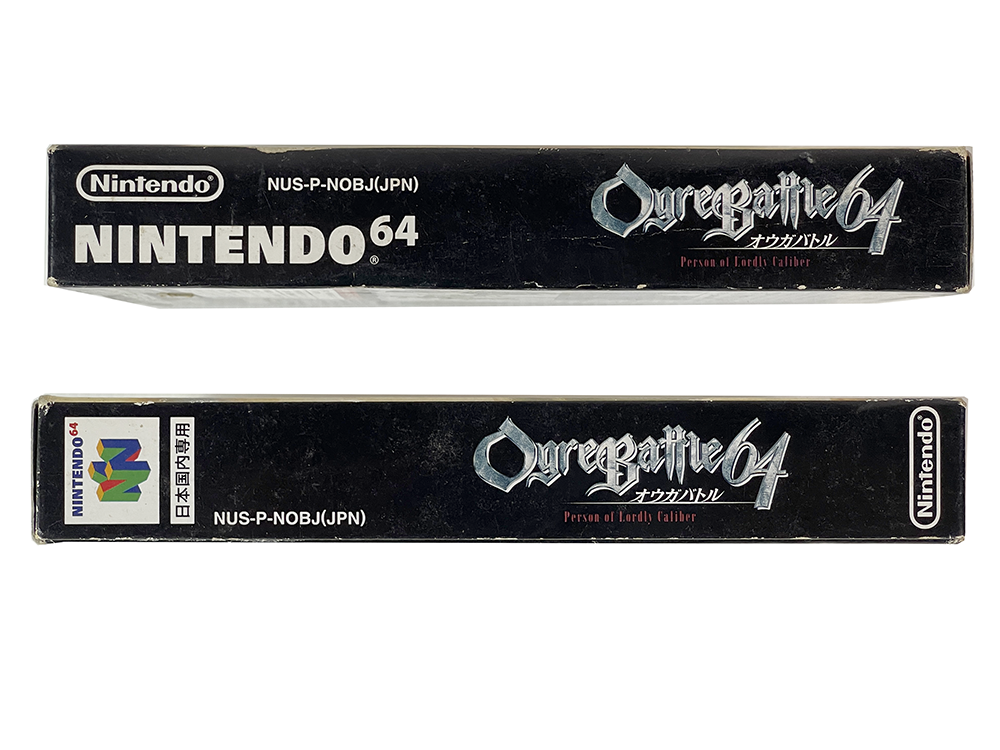 Nintendo®
NUS-P-NOBJ(JPN)
NINTENDO64®
OgreBattle64
オウガバトル
Person of Lordly Caliber
NINTENDO64
日本国内専用
NUS-P-NOBJ(JPN)
OgreBattle64
オウガバトル
Person of Lordly Caliber
Nintendo®